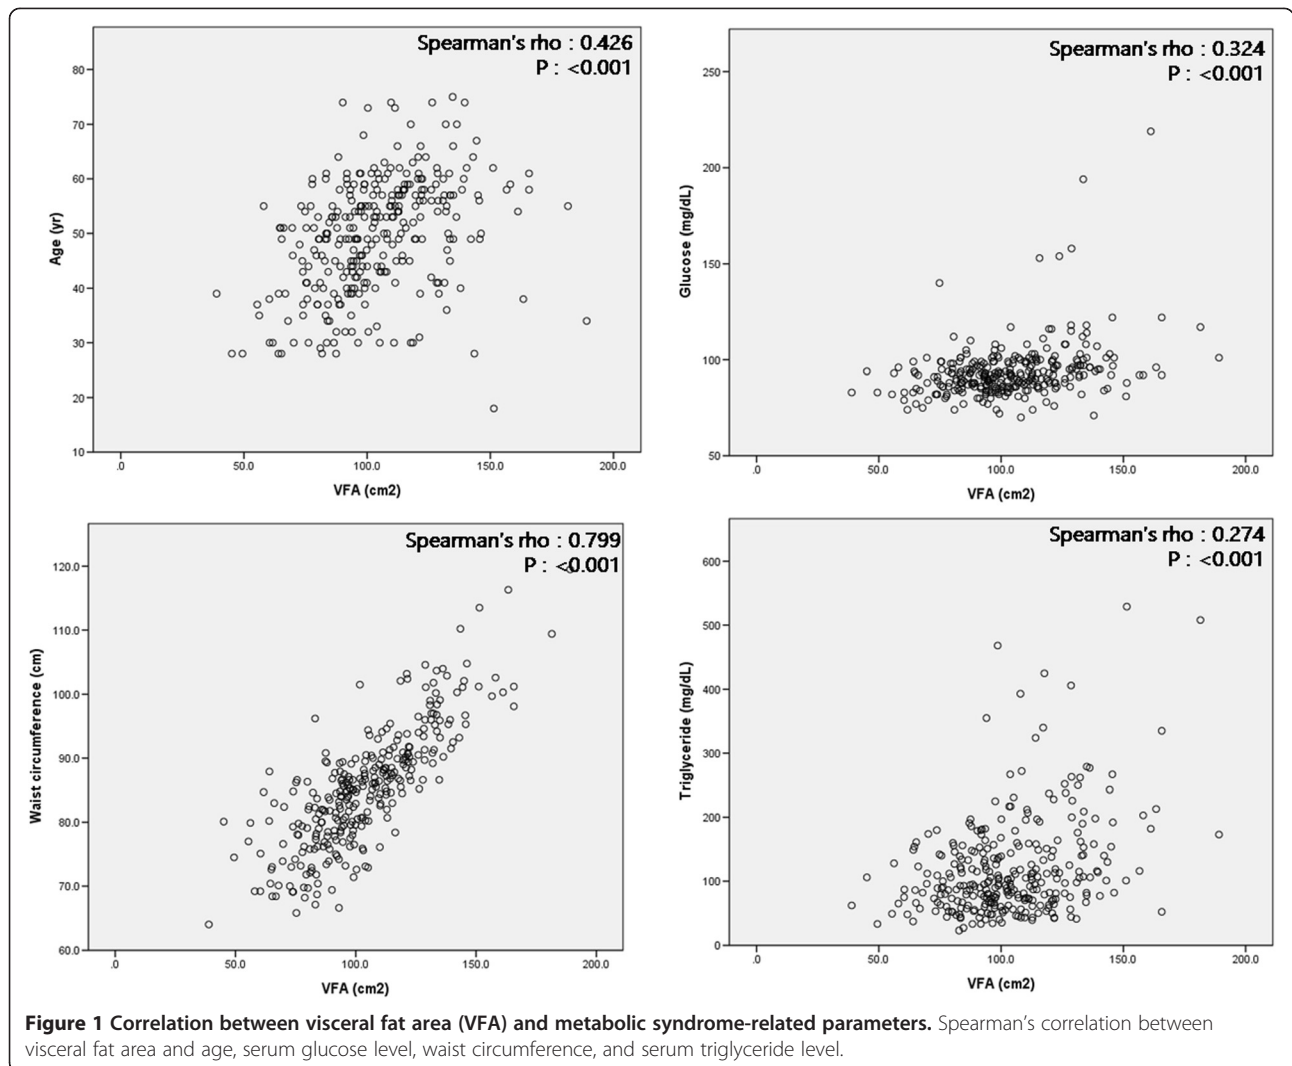 Spearman's rho : 0.426
P : <0.001
80
70
60
50
40
30
20
10
Age (yr)
.0 50.0 100.0 150.0 200.0
VFA (cm2)
Spearman's rho : 0.324
P : <0.001
250
200
150
100
50
Glucose (mg/dL)
.0 50.0 100.0 150.0 200.0
VFA (cm2)
Spearman's rho : 0.799
P : <0.001
120.0
110.0
100.0
90.0
80.0
70.0
60.0
Waist circumference (cm)
.0 50.0 100.0 150.0 200.0
VFA (cm2)
Spearman's rho : 0.274
P : <0.001
600
500
400
300
200
100
0
Triglyceride (mg/dL)
.0 50.0 100.0 150.0 200.0
VFA (cm2)
Figure 1 Correlation between visceral fat area (VFA) and metabolic syndrome-related parameters. Spearman's correlation between
visceral fat area and age, serum glucose level, waist circumference, and serum triglyceride level.